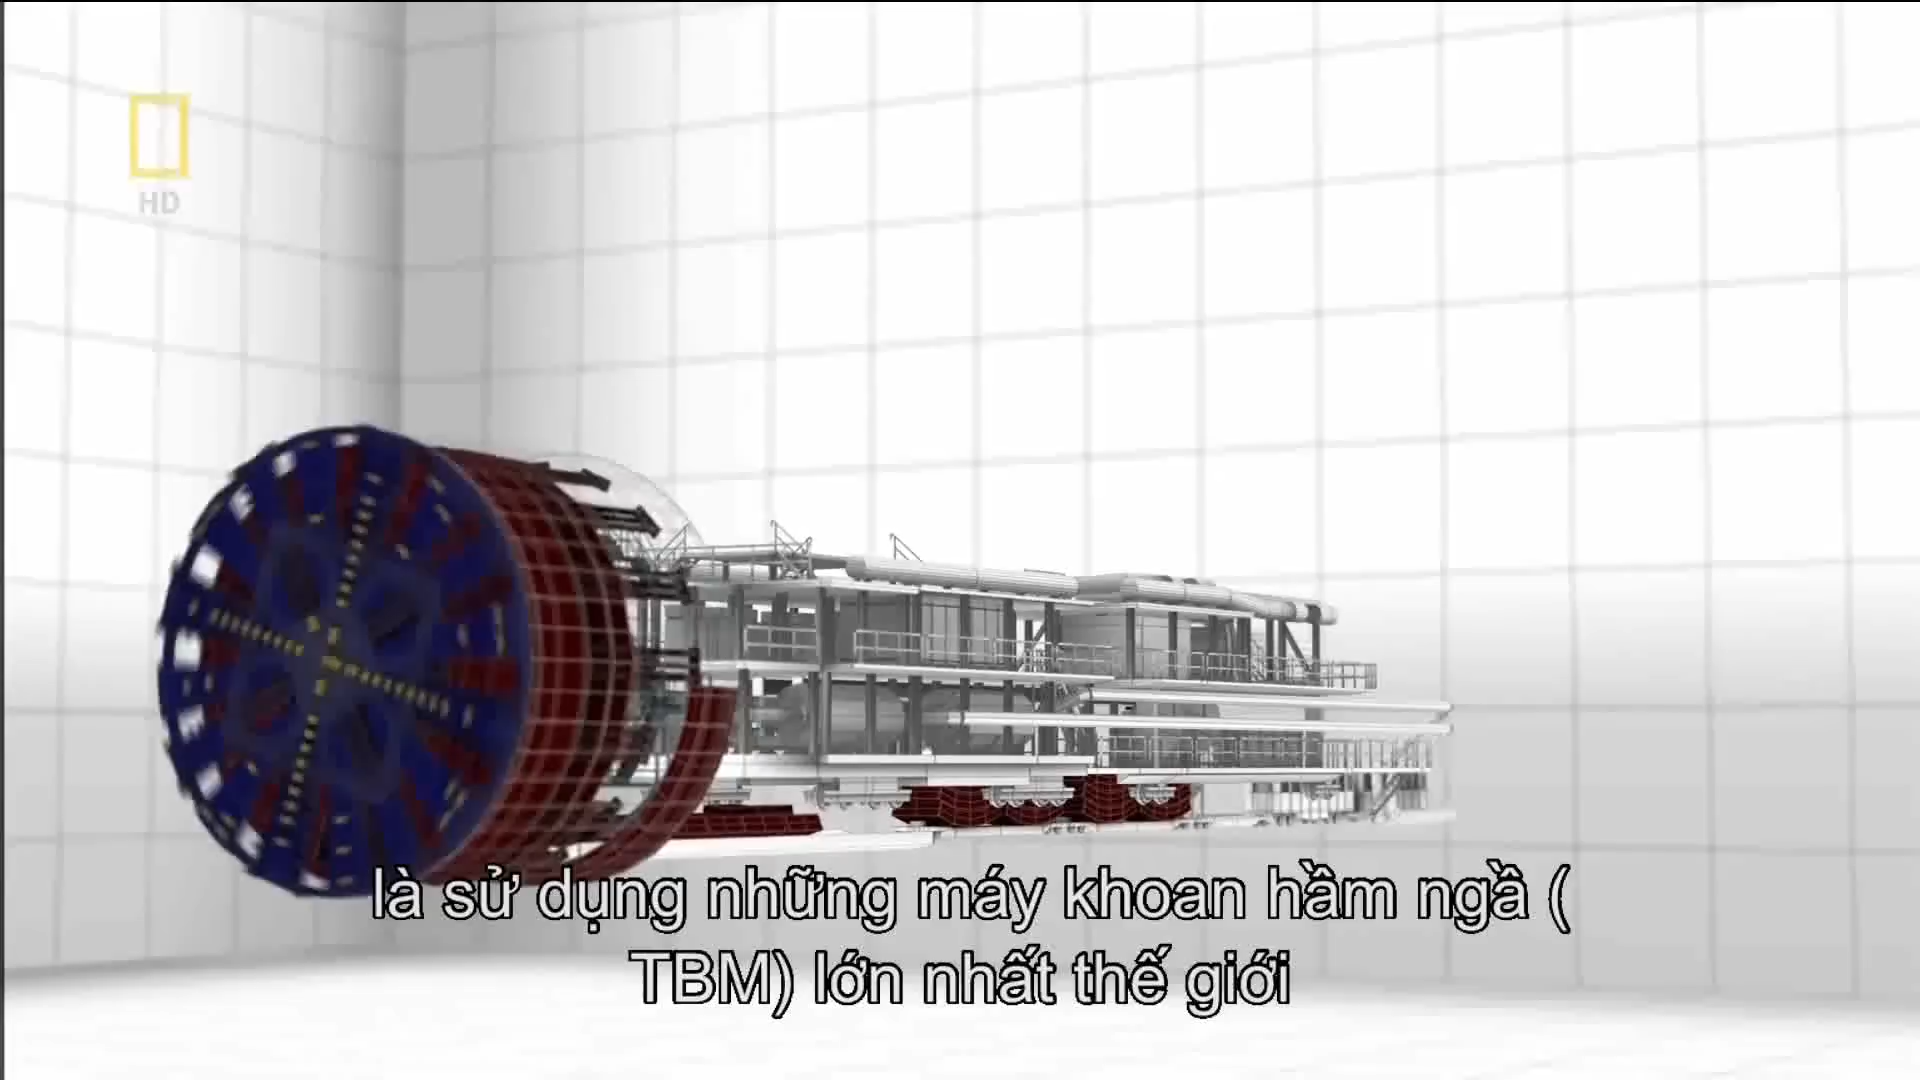 HD
là sử dụng những máy khoan hầm ngầ (
TBM) lớn nhất thế giới